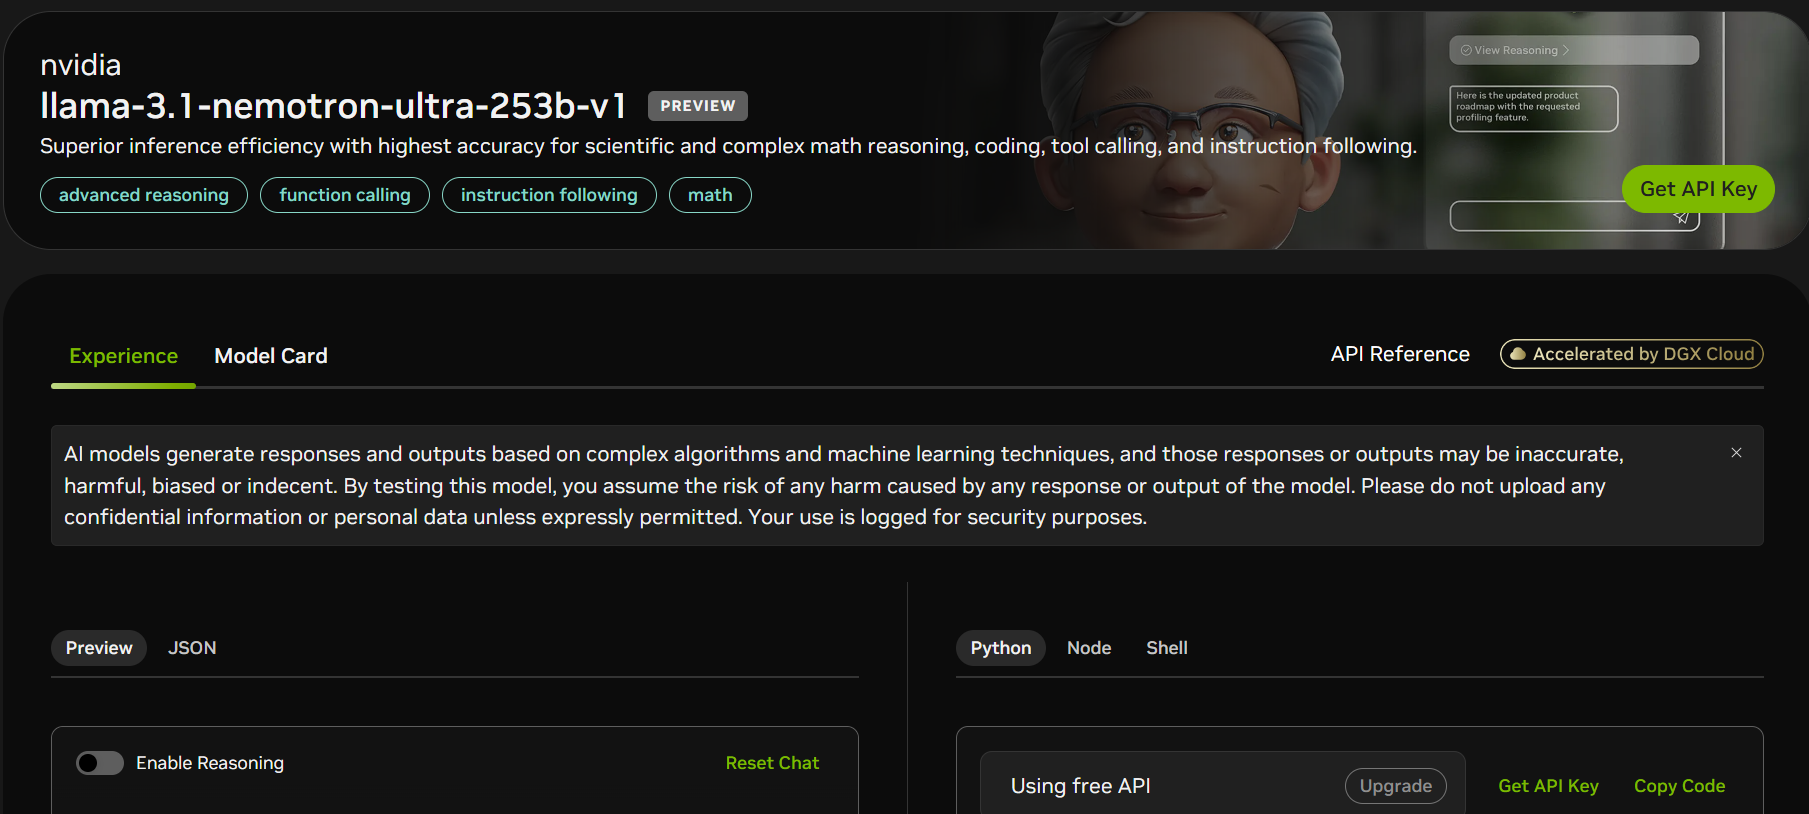 nvidia
llama-3.1-nemotron-ultra-253b-v1 PREVIEW
Superior inference efficiency with highest accuracy for scientific and complex math reasoning, coding, tool calling, and instruction following.
advanced reasoning function calling instruction following math
View Reasoning
Here is the updated product
roadmap with the requested
profiling feature.
Get API Key
Experience Model Card API Reference Accelerated by DGX Cloud
AI models generate responses and outputs based on complex algorithms and machine learning techniques, and those responses or outputs may be inaccurate,
harmful, biased or indecent. By testing this model, you assume the risk of any harm caused by any response or output of the model. Please do not upload any
confidential information or personal data unless expressly permitted. Your use is logged for security purposes.
Preview JSON
Python Node Shell
Enable Reasoning Reset Chat
Using free API Upgrade Get API Key Copy Code